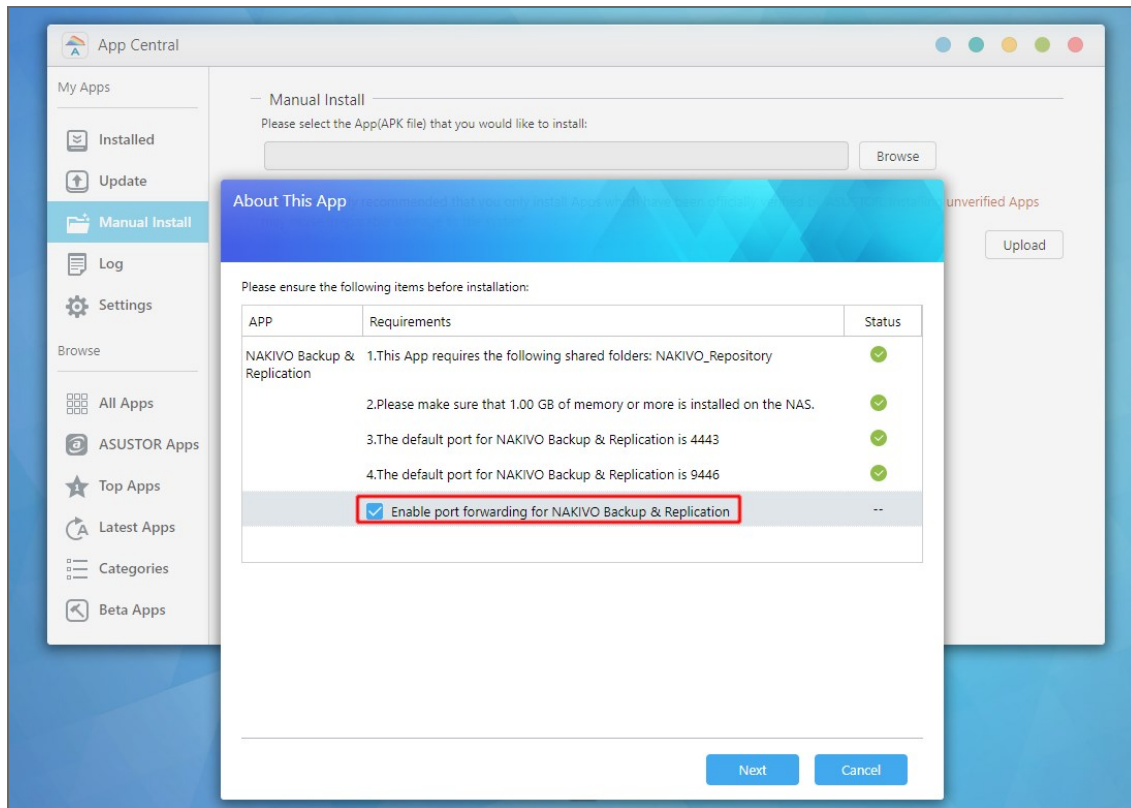 App Central
My Apps
Installed
Update
Manual Install
Log
Settings
Browse
All Apps
ASUSTOR Apps
Top Apps
Latest Apps
Categories
Beta Apps
Manual Install
Please select the App(APK file) that you would like to install:
Browse
unverified Apps
Upload
About This App
Please ensure the following items before installation:
APP Requirements Status
NAKIVO Backup & 1.This App requires the following shared folders: NAKIVO_Repository
Replication
2.Please make sure that 1.00 GB of memory or more is installed on the NAS.
3.The default port for NAKIVO Backup & Replication is 4443
4.The default port for NAKIVO Backup & Replication is 9446
Enable port forwarding for NAKIVO Backup & Replication --
Next Cancel